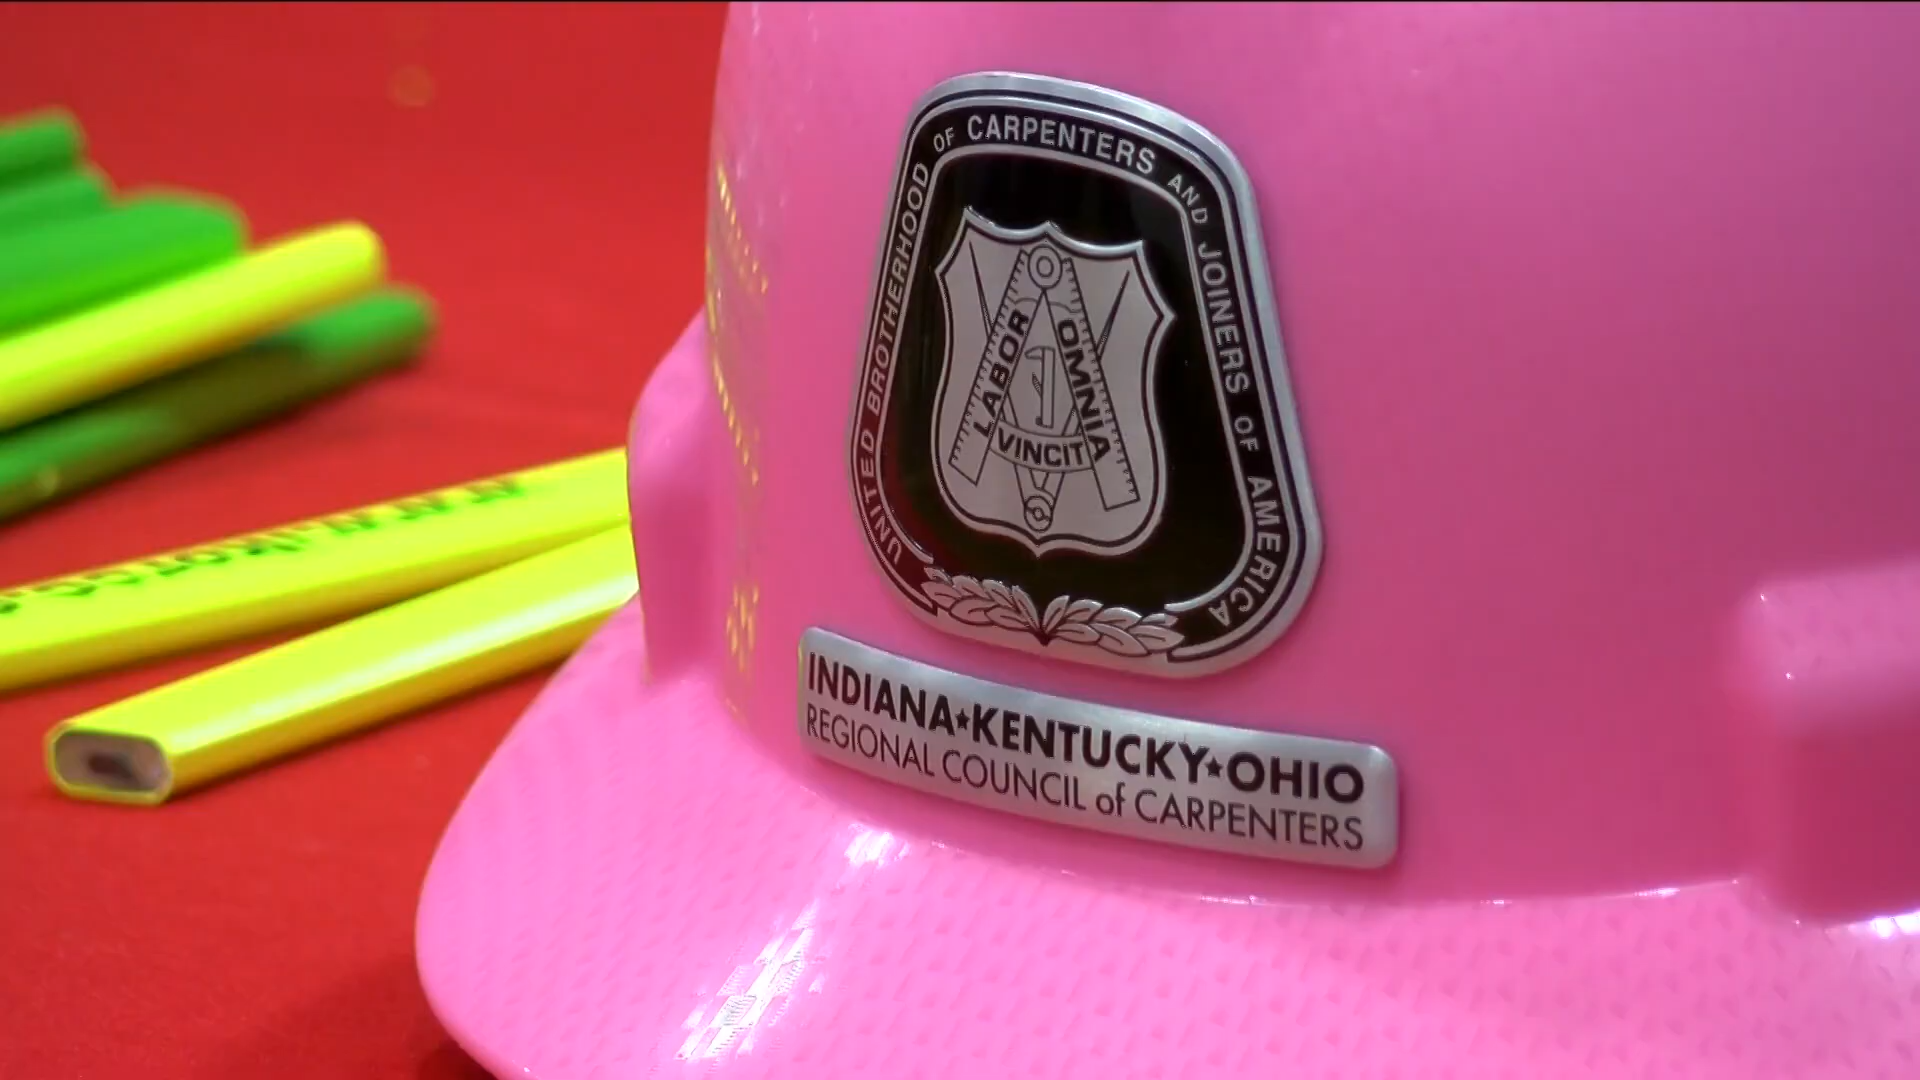 UNITED BROTHERHOOD OF CARPENTERS AND JOINERS OF AMERICA
LABOR OMNIA
VINCIT
INDIANA★KENTUCKY★OHIO
REGIONAL COUNCIL of CARPENTERS